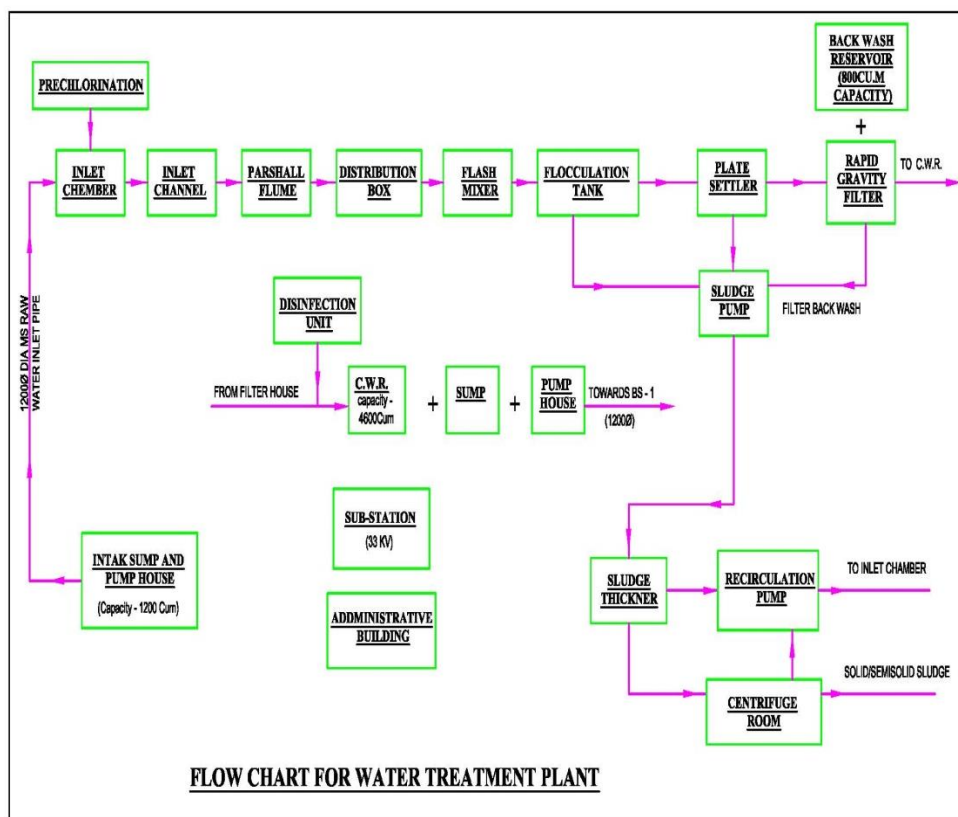 BACK WASH
RESERVOIR
(800CU.M
CAPACITY)
PRECHLORINATION
+
INLET
CHEMBER
INLET
CHANNEL
PARSHALL
FLUME
DISTRIBUTION
BOX
FLASH
MIXER
FLOCCULATION
TANK
PLATE
SETTLER
RAPID
GRAVITY
FILTER
TO C.W.R.
SLUDGE
PUMP
FILTER BACK WASH
DISINFECTION
UNIT
1200Ø DIA MS RAW
WATER INLET PIPE
FROM FILTER HOUSE
C.W.R.
capacity -
4600Cum
+
SUMP
+
PUMP
HOUSE
TOWARDS BS - 1
(1200Ø)
SUB-STATION
(33 KV)
INTAK SUMP AND
PUMP HOUSE
(Capacity - 1200 Cum)
ADDMINISTRATIVE
BUILDING
SLUDGE
THICKNER
RECIRCULATION
PUMP
TO INLET CHAMBER
CENTRIFUGE
ROOM
SOLID/SEMISOLID SLUDGE
FLOW CHART FOR WATER TREATMENT PLANT